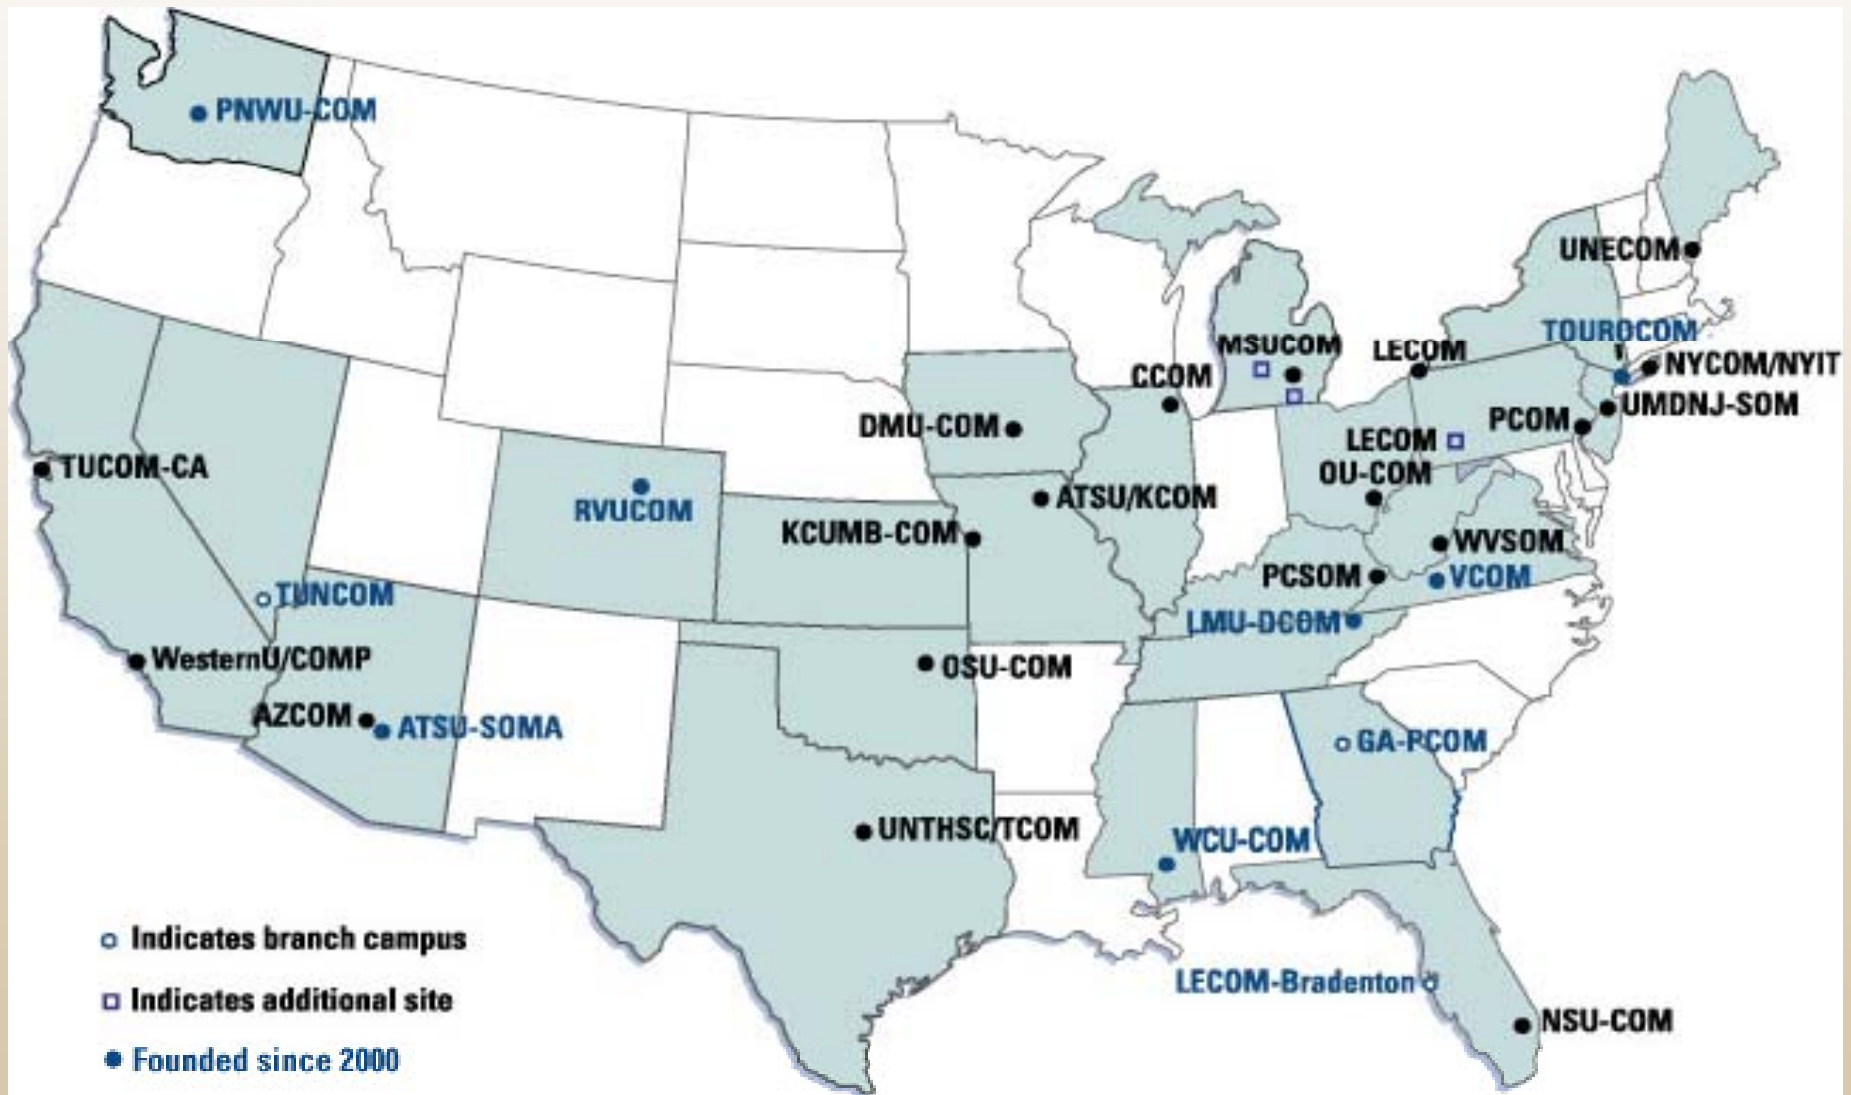 PNWU-COM
UNECOM
TOUROCOM
MSUCOM
LECOM
NYCOM/NYIT
CCOM
UMDNJ-SOM
PCOM
DMU-COM
LECOM
TUCOM-CA
OU-COM
ATSU/KCOM
RVUCOM
KCUMB-COM
WVSOM
PCSOM
VCOM
TUNCOM
LMU-DCOM
WesternU/COMP
OSU-COM
AZCOM
ATSU-SOMA
GA-PCOM
UNTHSC/TCOM
WCU-COM
Indicates branch campus
LECOM-Bradenton
Indicates additional site
NSU-COM
Founded since 2000